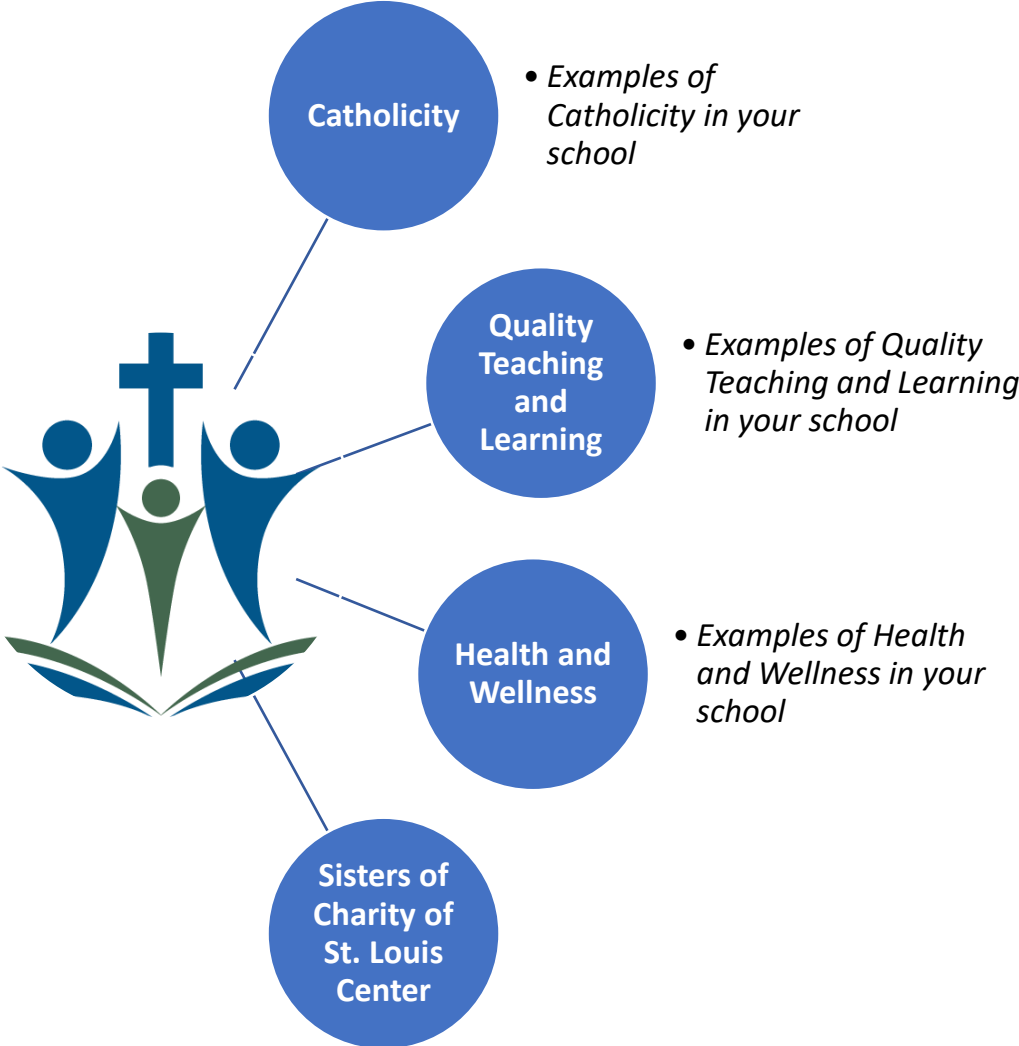 Catholicity
• Examples of
Catholicity in your
school
Quality
Teaching
and
Learning
• Examples of Quality
Teaching and Learning
in your school
Health and
Wellness
• Examples of Health
and Wellness in your
school
Sisters of
Charity of
St. Louis
Center